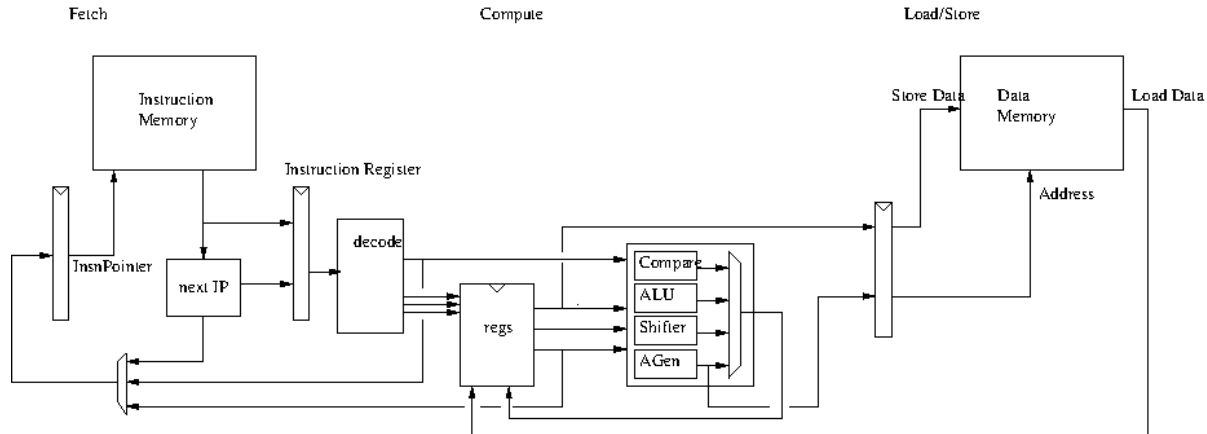 Fetch
Compute
Load/Store
Instruction
Memory
Store Data
Data
Memory
Load Data
Instruction Register
Address
InsnPointer
decode
next IP
regs
Compare
ALU
Shifter
AGen